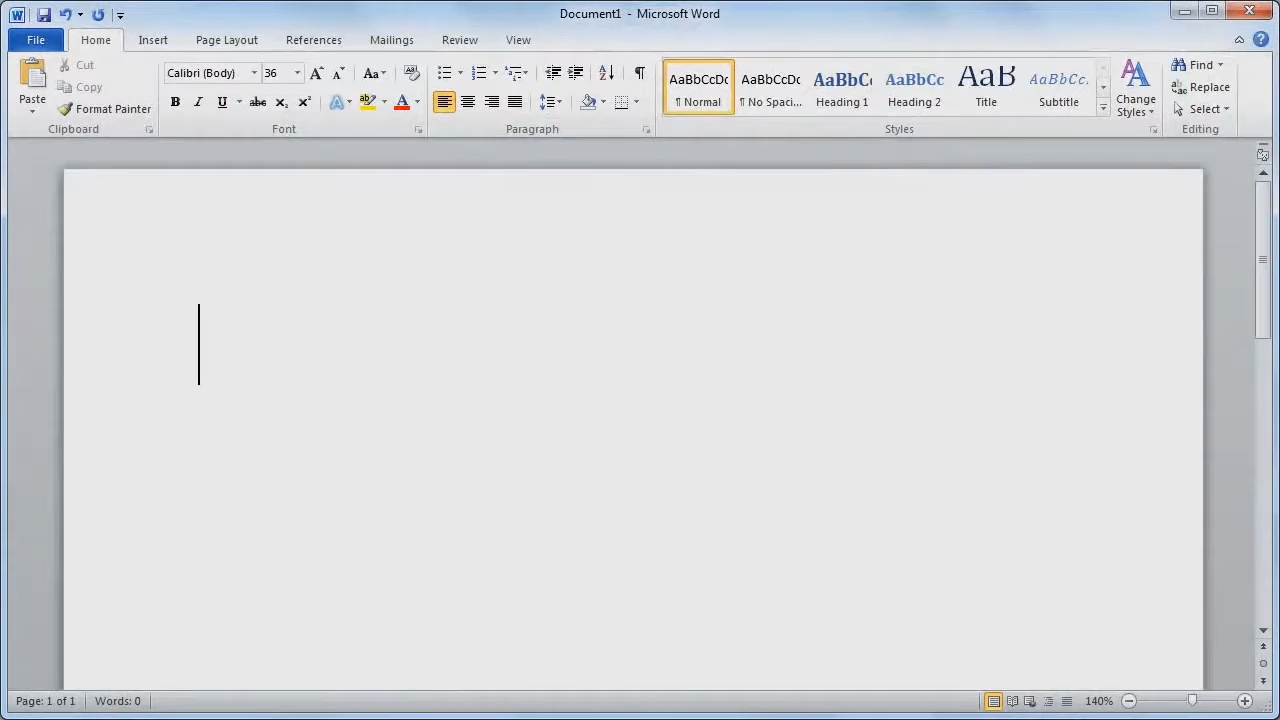 Document1 - Microsoft Word
File Home Insert Page Layout References Mailings Review View
Paste
Cut
Copy
Format Painter
Clipboard
Calibri (Body) 36
Font
Paragraph
AaBbCcDc AaBbCcDc AaBbC AaBbCc AaB AaBbCc.
¶ Normal ¶ No Spaci... Heading 1 Heading 2 Title Subtitle
Change
Styles
Styles
Find
Replace
Select
Editing
Page: 1 of 1 Words: 0 140%